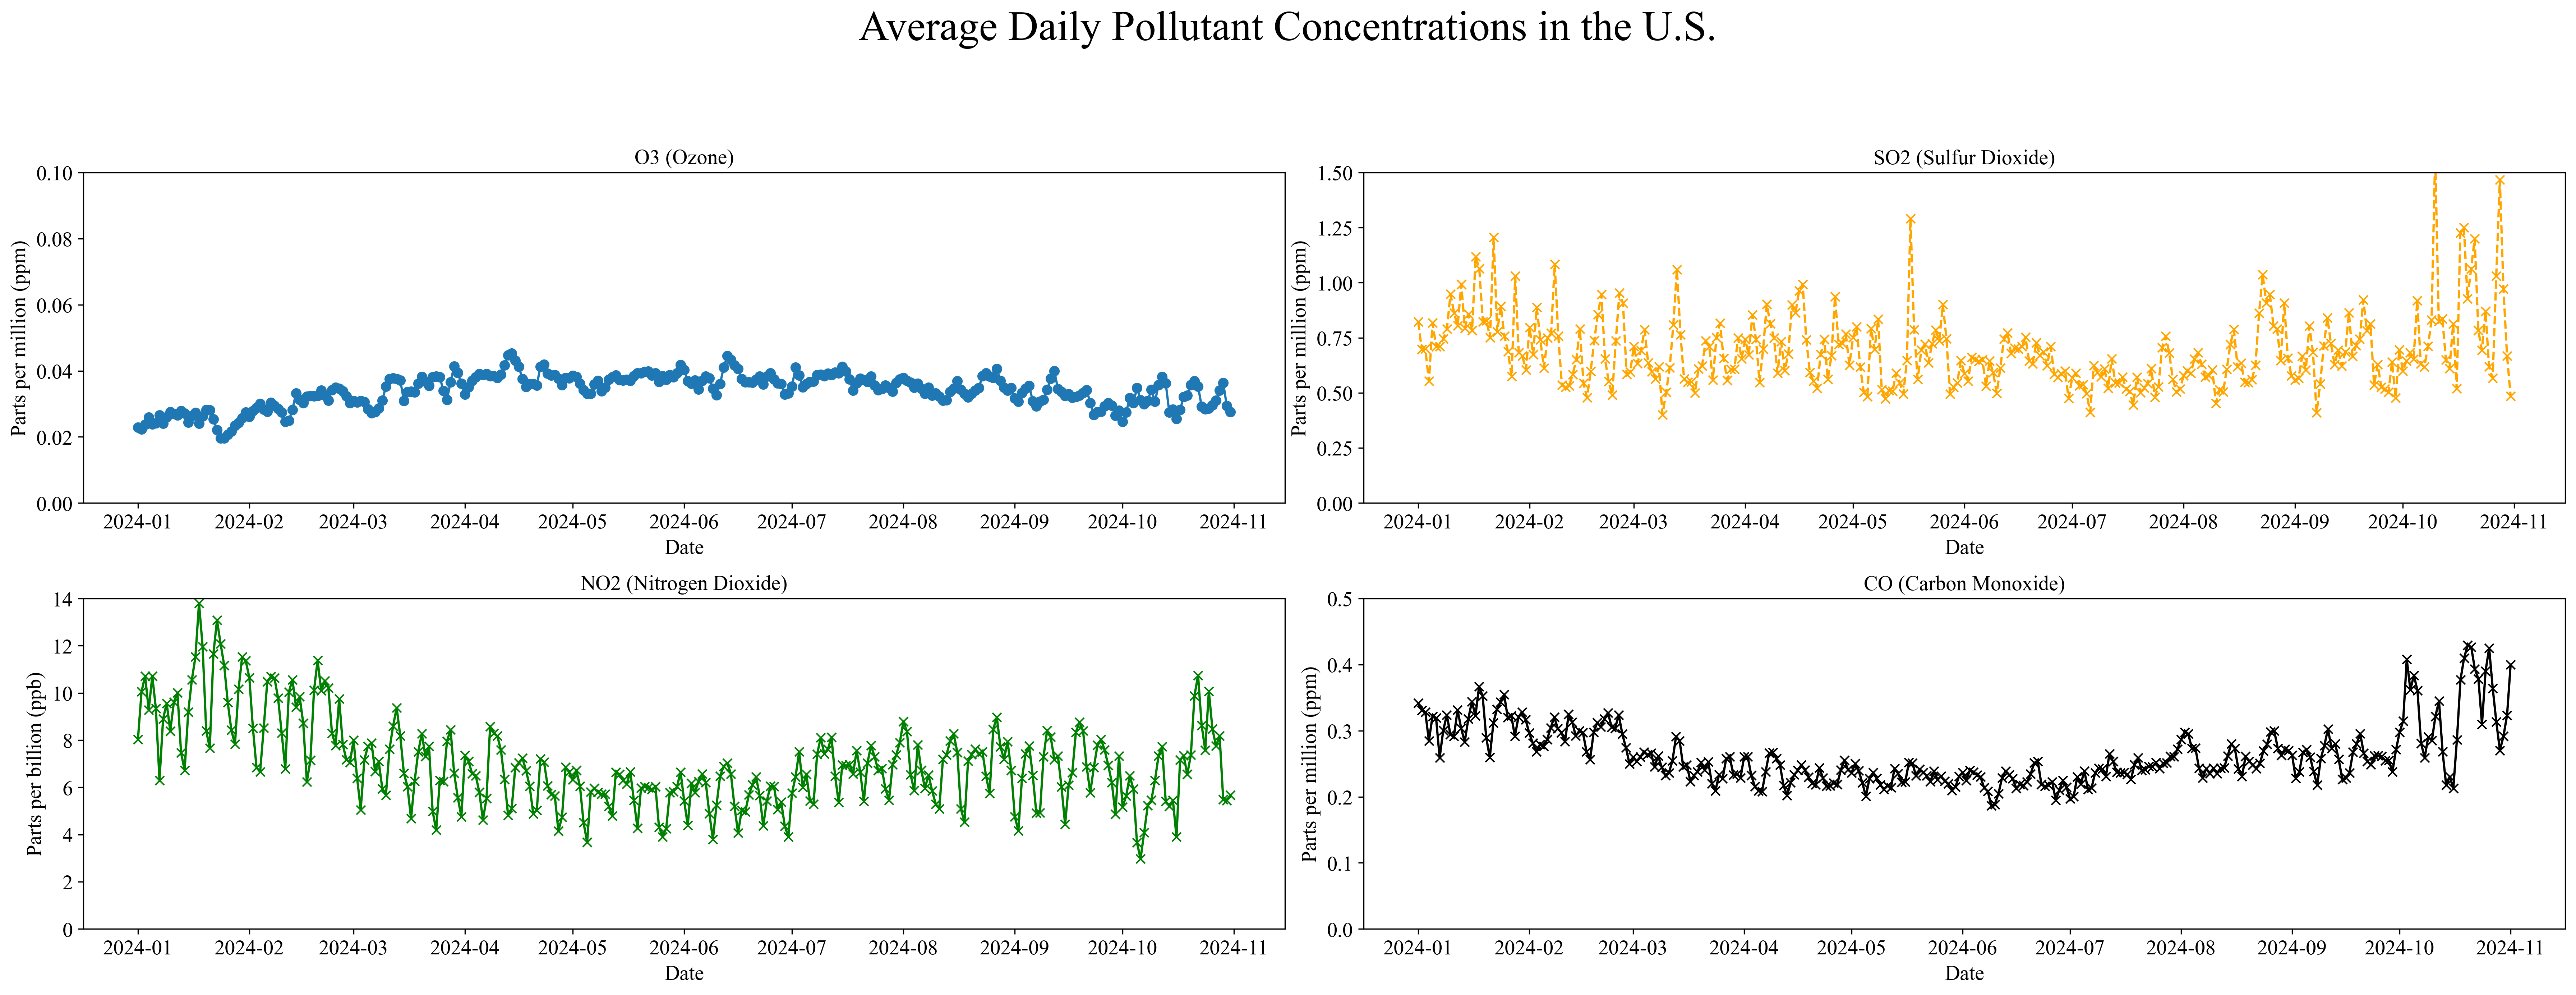 Average Daily Pollutant Concentrations in the U.S.
O3 (Ozone)
Parts per million (ppm)
0.10
0.08
0.06
0.04
0.02
0.00
2024-01 2024-02 2024-03 2024-04 2024-05 2024-06 2024-07 2024-08 2024-09 2024-10 2024-11
Date
SO2 (Sulfur Dioxide)
Parts per million (ppm)
1.50
1.25
1.00
0.75
0.50
0.25
0.00
2024-01 2024-02 2024-03 2024-04 2024-05 2024-06 2024-07 2024-08 2024-09 2024-10 2024-11
Date
NO2 (Nitrogen Dioxide)
Parts per billion (ppb)
14
12
10
8
6
4
2
0
2024-01 2024-02 2024-03 2024-04 2024-05 2024-06 2024-07 2024-08 2024-09 2024-10 2024-11
Date
CO (Carbon Monoxide)
Parts per million (ppm)
0.5
0.4
0.3
0.2
0.1
0.0
2024-01 2024-02 2024-03 2024-04 2024-05 2024-06 2024-07 2024-08 2024-09 2024-10 2024-11
Date